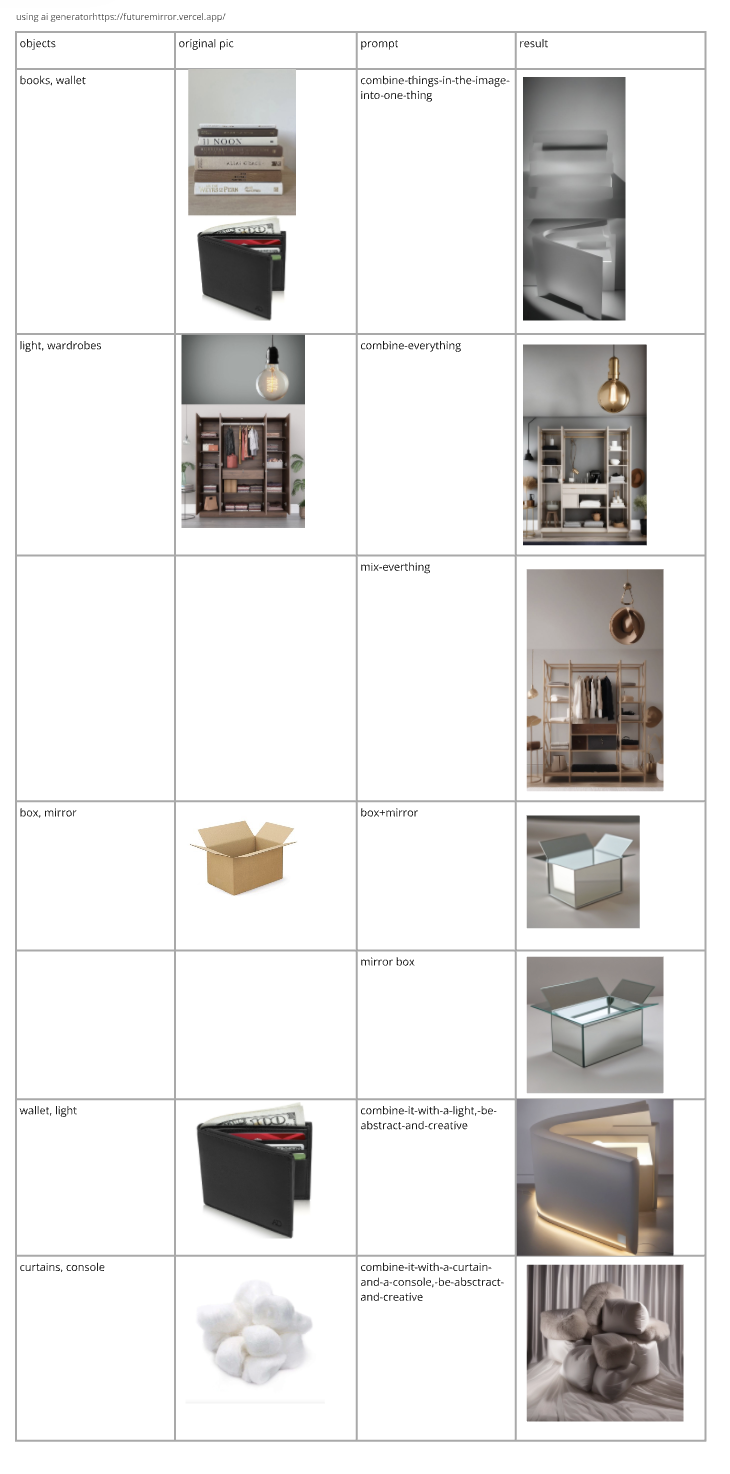 using ai generatorhttps://futuremirror.vercel.app/
objects
original pic
prompt
result
books, wallet
combine-things-in-the-image-
into-one-thing
NOON
light, wardrobes
combine-everything
mix-everthing
box, mirror
box+mirror
mirror box
wallet, light
combine-it-with-a-light,-be-
abstract-and-creative
curtains, console
combine-it-with-a-curtain-
and-a-console,-be-absctract-
and-creative